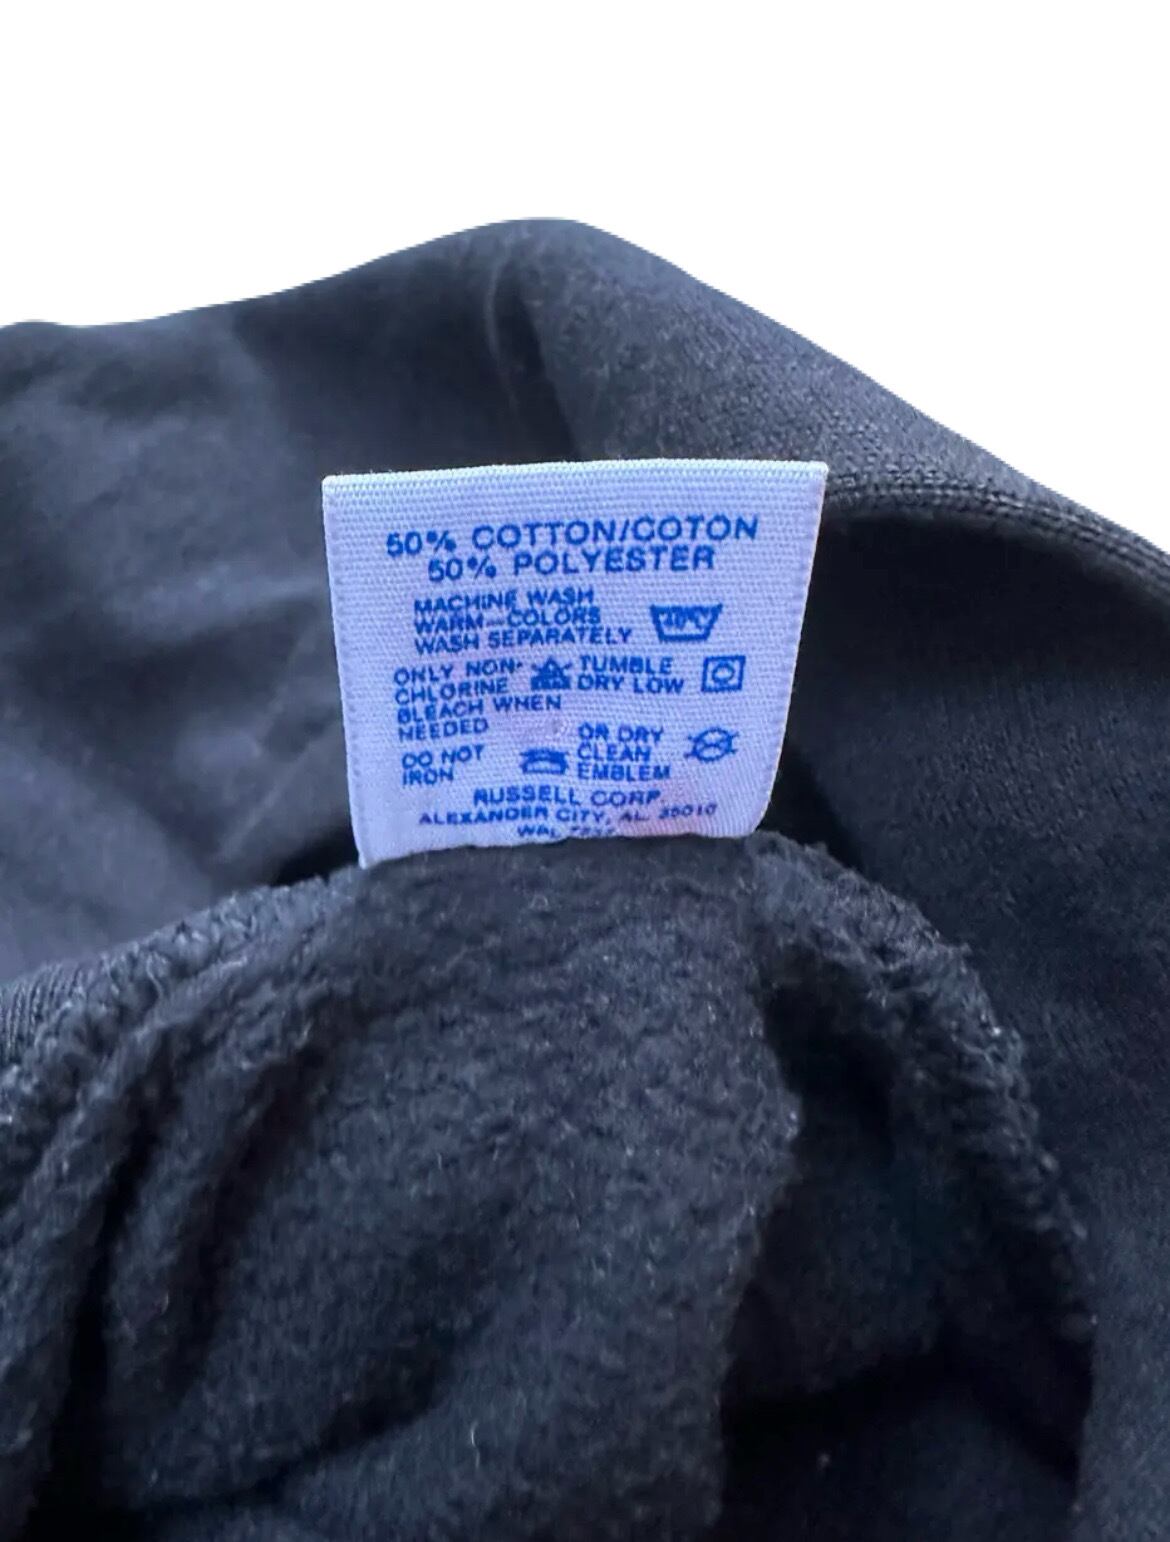 50% COTTON/COTON
50% POLYESTER
MACHINE WASH
WARM—COLORS
WASH SEPARATELY
ONLY NON-
CHLORINE
BLEACH WHEN
NEEDED
TUMBLE
DRY LOW
DO NOT
IRON
OR DRY
CLEAN
EMBLEM
RUSSELL CORP
ALEXANDER CITY, AL. 35010